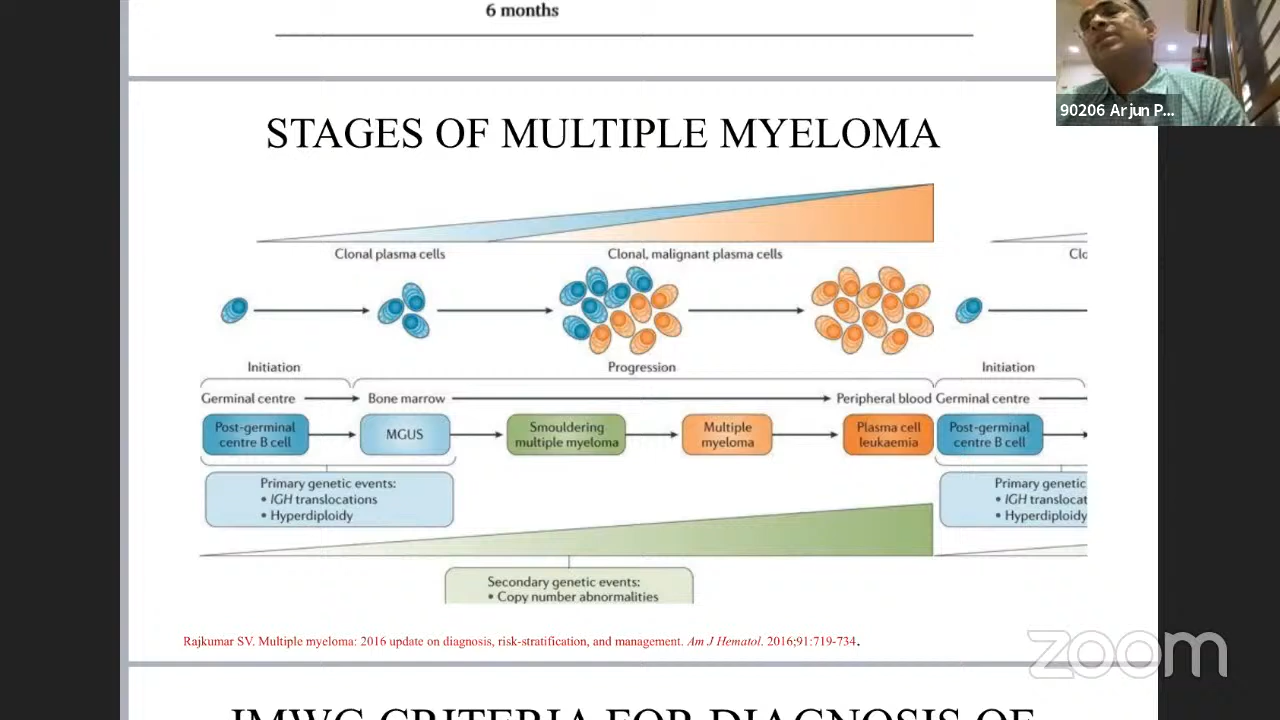 6 months
90206 Arjun P...
STAGES OF MULTIPLE MYELOMA
Clonal plasma cells
Clonal, malignant plasma cells
Clc
Initiation
Progression
Initiation
Germinal centre
Bone marrow
Peripheral blood
Germinal centre
Post-germinal
centre B cell
MGUS
Smouldering
multiple myeloma
Multiple
myeloma
Plasma cell
leukaemia
Post-germinal
centre B cell
Primary genetic events:
• IGH translocations
• Hyperdiploidy
Primary genetic
• IGH translocat
• Hyperdiploidy
Secondary genetic events:
• Copy number abnormalities
Rajkumar SV. Multiple myeloma: 2016 update on diagnosis, risk-stratification, and management. Am J Hematol. 2016;91:719-734.
zoom
IMWG CRITERIA FOR DIAGNOSIS OF